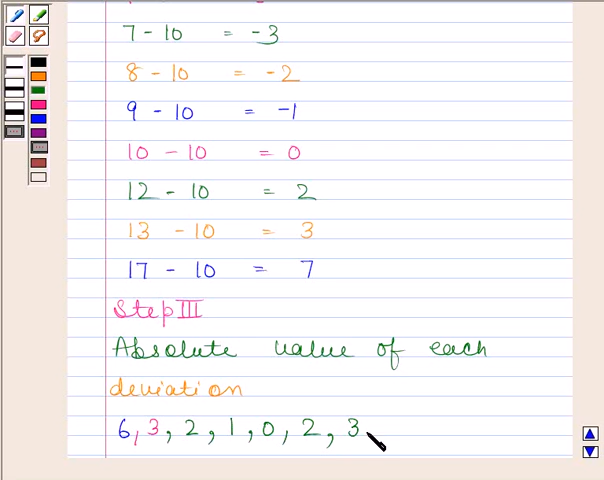 7 - 10 = -3
8 - 10 = -2
9 - 10 = -1
10 - 10 = 0
12 - 10 = 2
13 - 10 = 3
17 - 10 = 7
Step III
Absolute value of each
deviation
6, 3, 2, 1, 0, 2, 3